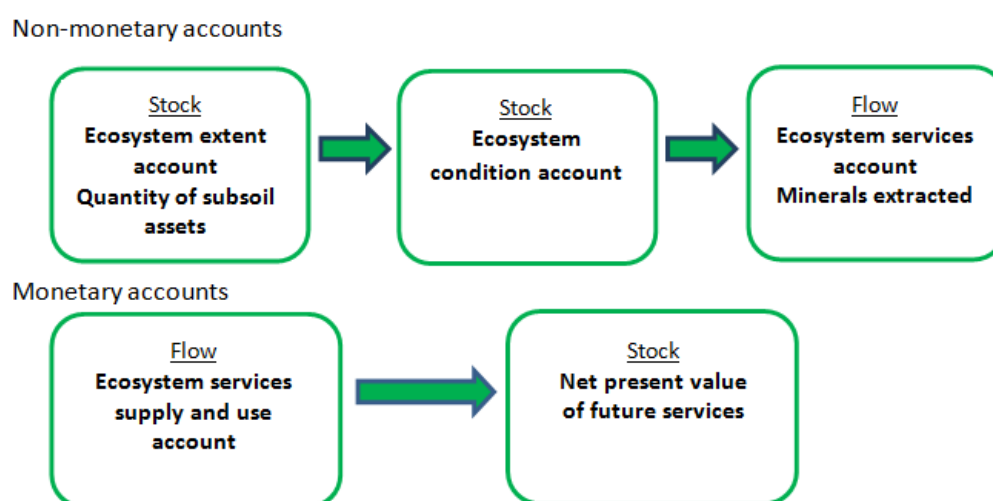 Non-monetary accounts
Stock
Ecosystem extent
account
Quantity of subsoil
assets
Stock
Ecosystem
condition account
Flow
Ecosystem services
account
Minerals extracted
Monetary accounts
Flow
Ecosystem services
supply and use
account
Stock
Net present value
of future services